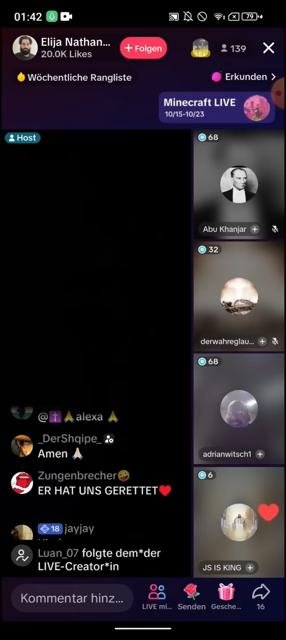 01:42
79
Elija Nathan...
20.0K Likes
+ Folgen
139
Wöchentliche Rangliste
Erkunden >
Minecraft LIVE
10/15-10/23
Host
68
Abu Khanjar
32
derwahreglau...
68
adrianwitsch1
6
JS IS KING
@✝️🙏alexa 🙏
_DerShqipe_
Amen 🙏🏻
Zungenbrecher🤪
ER HAT UNS GERETTET❤️
18 jayjay
Luan_07 folgte dem*der
LIVE-Creator*in
Kommentar hinz...
LIVE mi...
Senden
Gesche...
16